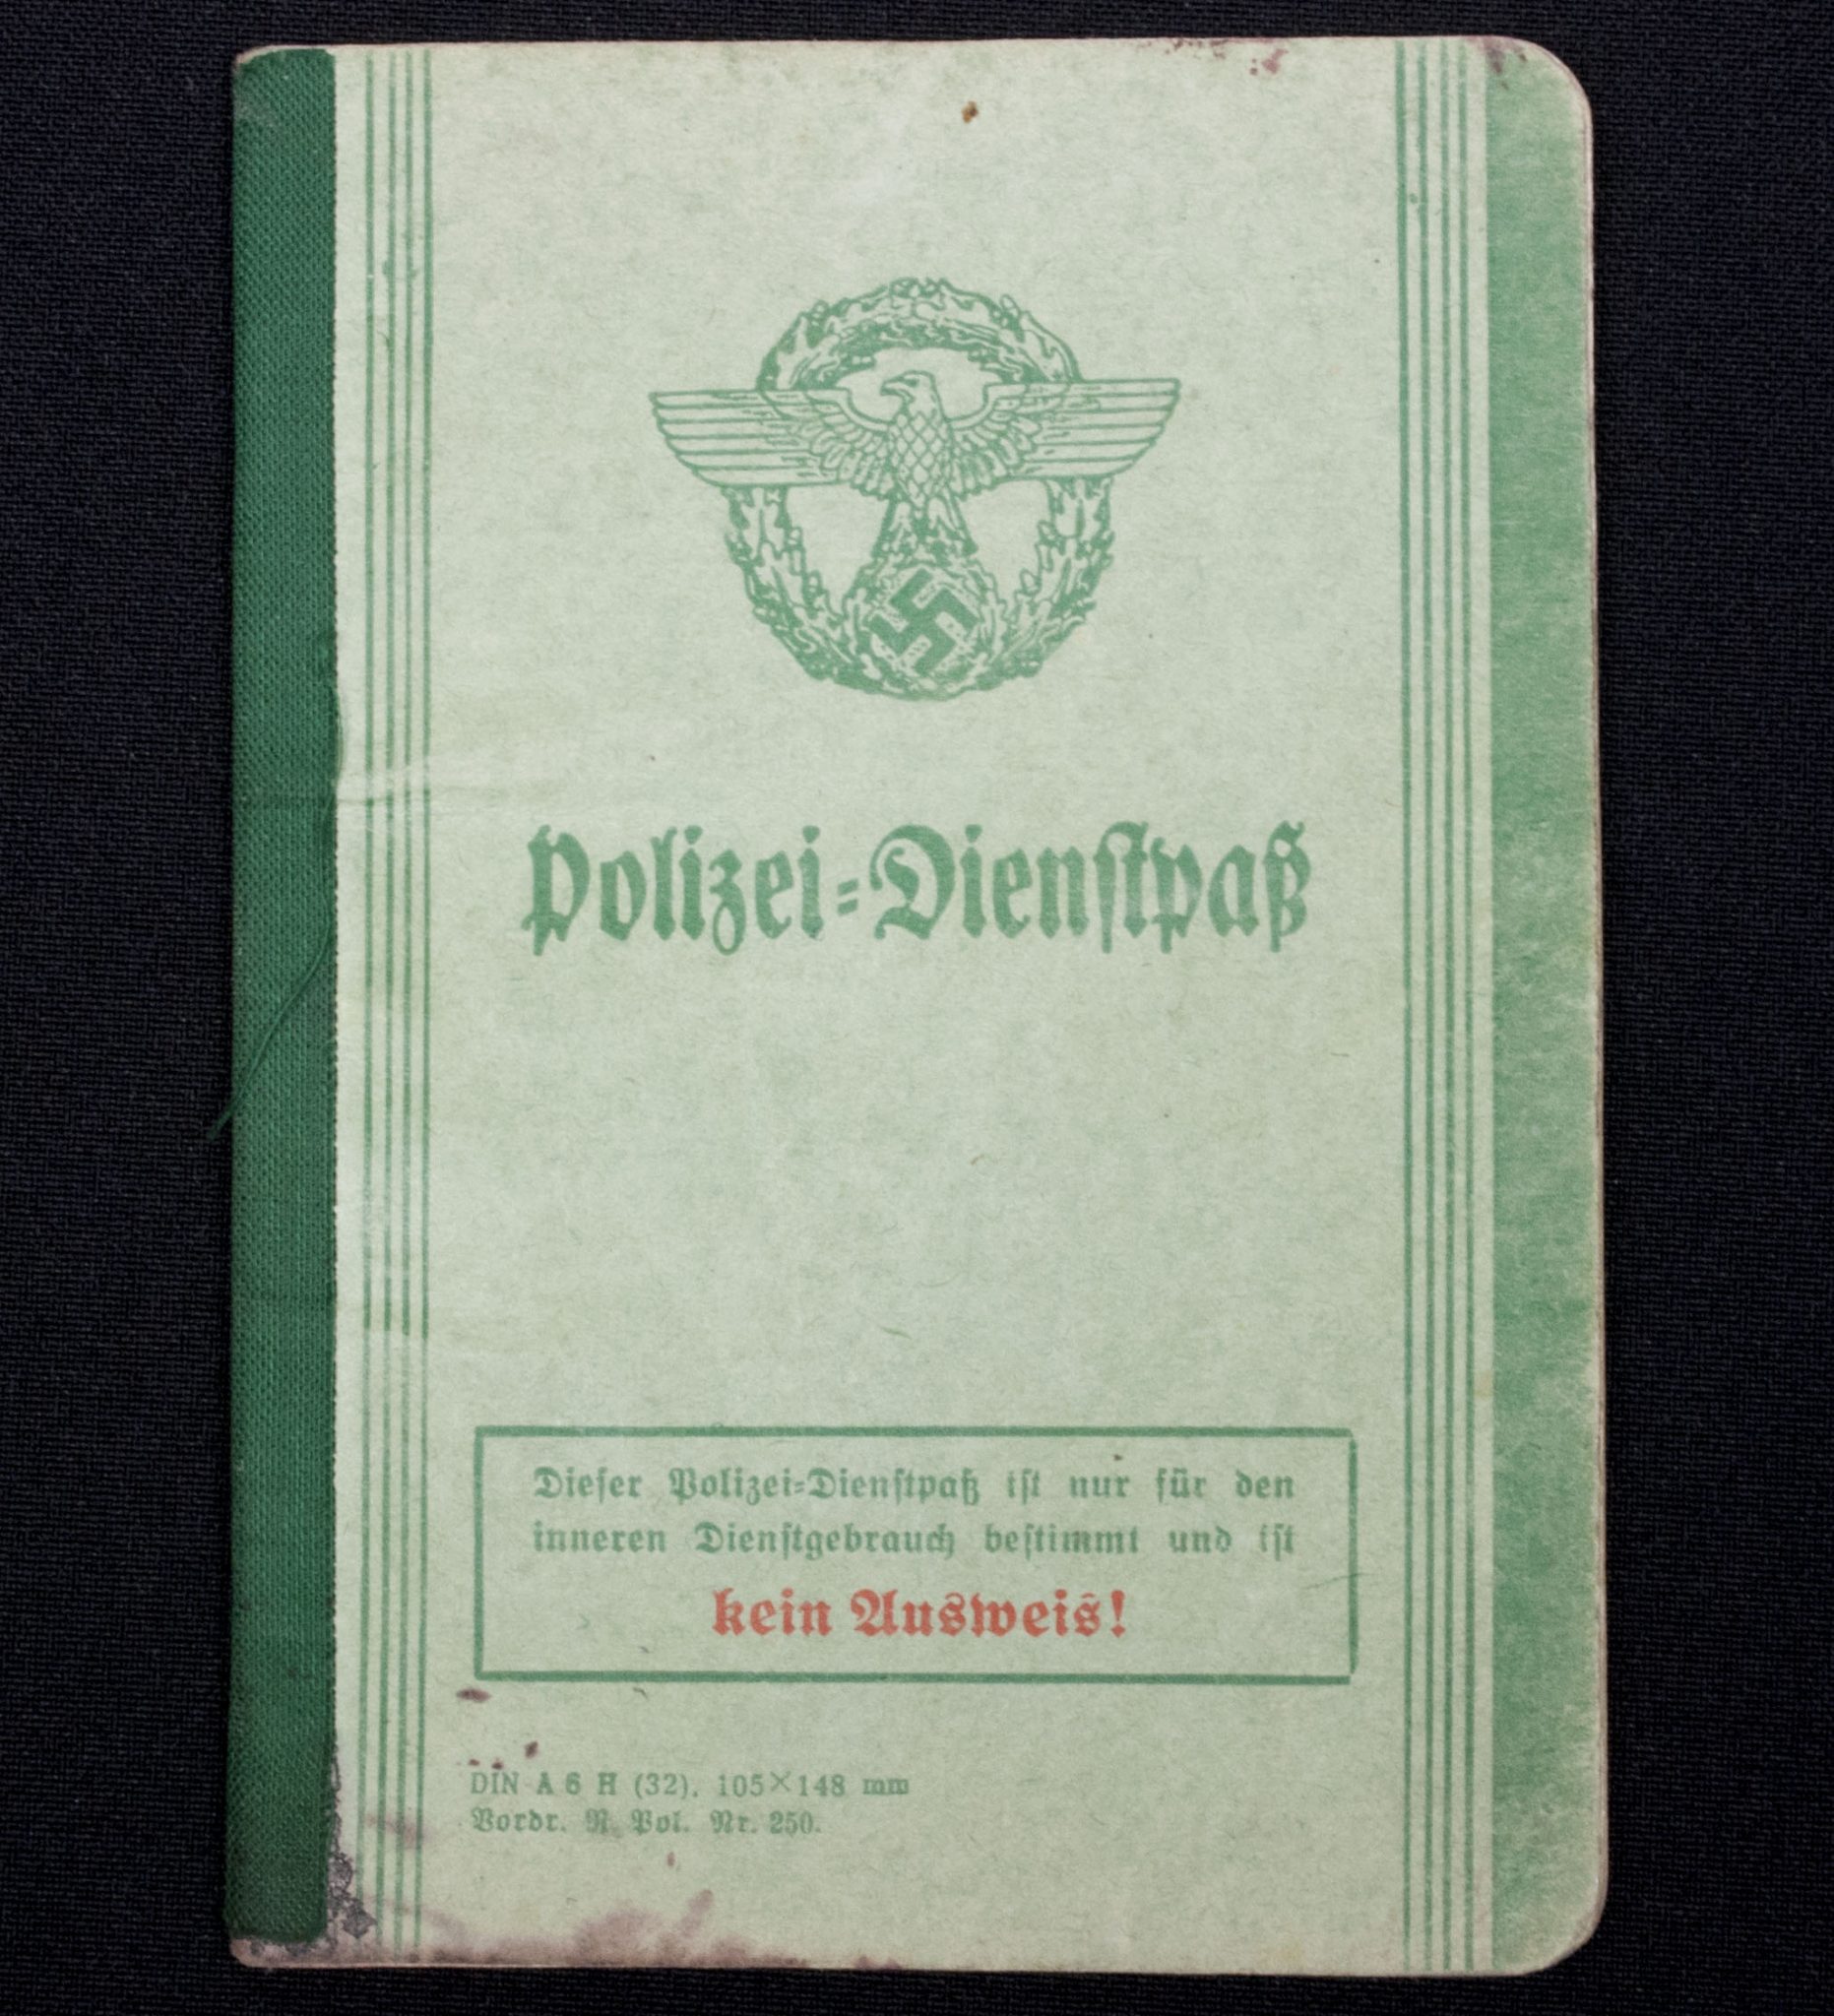 Polizei=Dienstpaß
Dieser Polizei=Dienstpaß ist nur für den
inneren Dienstgebrauch bestimmt und ist
kein Ausweis!
DIN A 6 H (32), 105×148 mm
Vordr. R. Pol. Nr. 250.